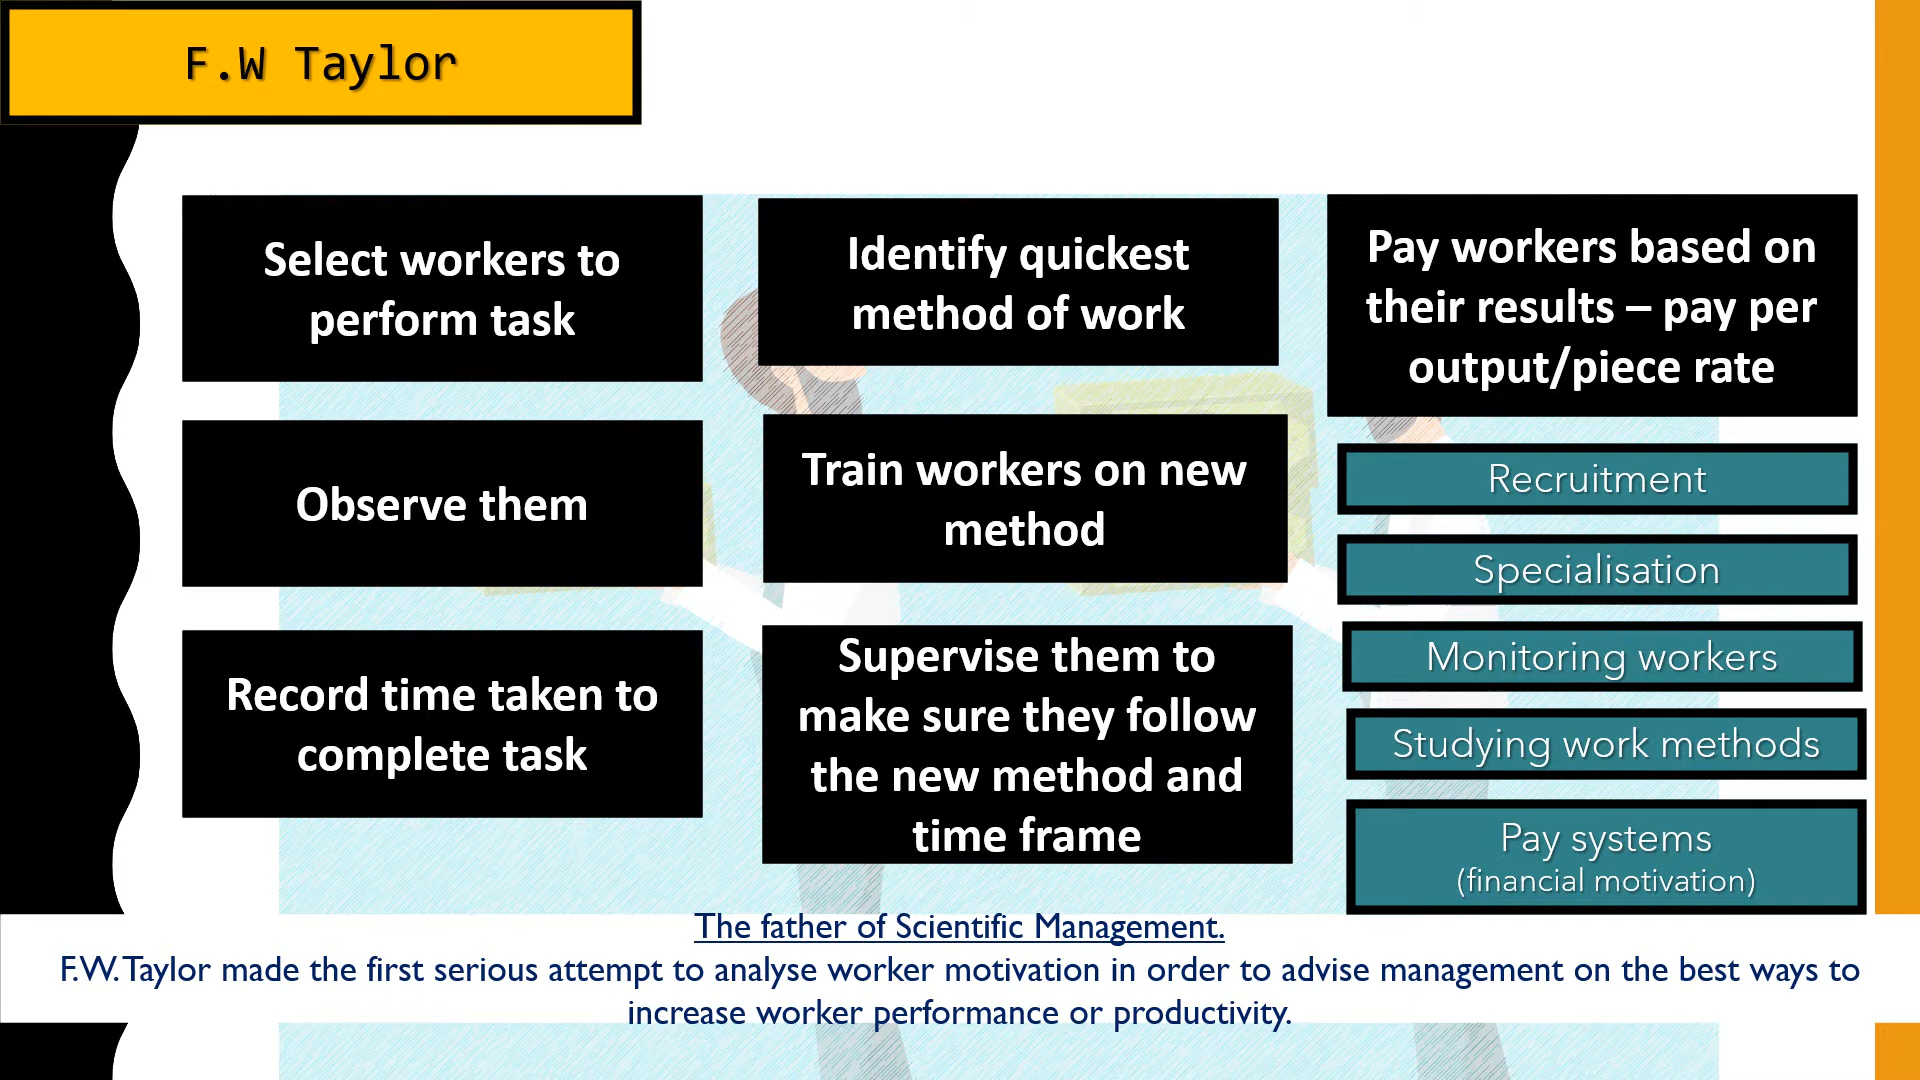 F.W Taylor
Select workers to
perform task
Observe them
Record time taken to
complete task
Identify quickest
method of work
Train workers on new
method
Supervise them to
make sure they follow
the new method and
time frame
Pay workers based on
their results – pay per
output/piece rate
Recruitment
Specialisation
Monitoring workers
Studying work methods
Pay systems
(financial motivation)
The father of Scientific Management.
F.W. Taylor made the first serious attempt to analyse worker motivation in order to advise management on the best ways to
increase worker performance or productivity.